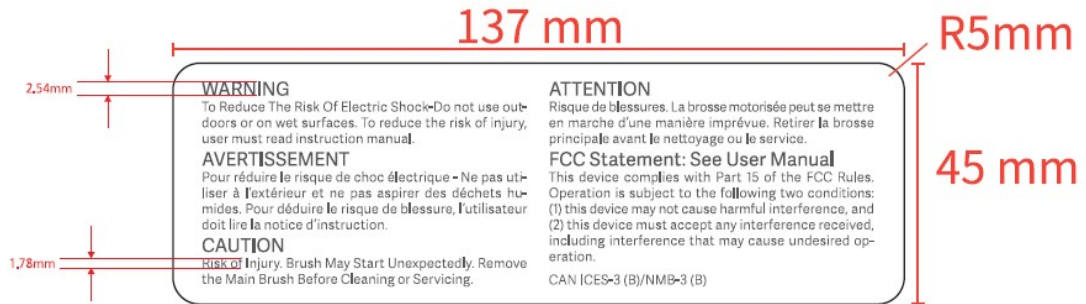 137 mm
R5mm
2.54mm
WARNING
To Reduce The Risk Of Electric Shock-Do not use out-
doors or on wet surfaces. To reduce the risk of injury,
user must read instruction manual.
AVERTISSEMENT
Pour réduire le risque de choc électrique - Ne pas uti-
liser à l'extérieur et ne pas aspirer des déchets hu-
mides. Pour déduire le risque de blessure, l'utilisateur
doit lire la notice d'instruction.
CAUTION
1.78mm
Risk of Injury. Brush May Start Unexpectedly. Remove
the Main Brush Before Cleaning or Servicing.
ATTENTION
Risque de blessures. La brosse motorisée peut se mettre
en marche d'une manière imprévue. Retirer la brosse
principale avant le nettoyage ou le service.
FCC Statement: See User Manual
This device complies with Part 15 of the FCC Rules.
Operation is subject to the following two conditions:
(1) this device may not cause harmful interference, and
(2) this device must accept any interference received,
including interference that may cause undesired op-
eration.
CAN ICES-3 (B)/NMB-3 (B)
45 mm